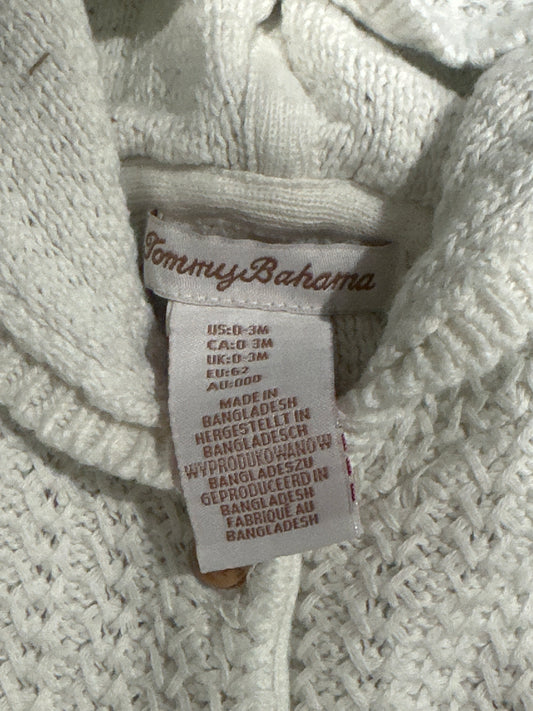 Tommy Bahama
US:0-3M
CA:0-3M
UK:0-3M
EU:62
AU:000
MADE IN
BANGLADESH
HERGESTELLT IN
BANGLADESCH
WYPRODUKOWANO W
BANGLADESZU
GEPRODUCEERD IN
BANGLADESH
FABRIQUÉ AU
BANGLADESH